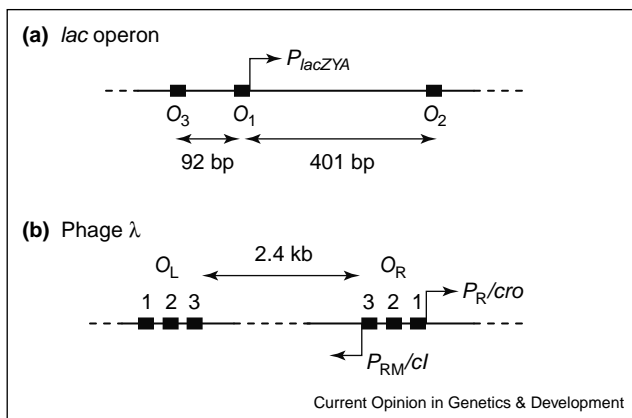 (a) lac operon
PlacZYA
O3 O1 O2
92 bp 401 bp
(b) Phage λ
2.4 kb
OL OR
PR/cro
1 2 3 3 2 1
PRM/cI
Current Opinion in Genetics & Development